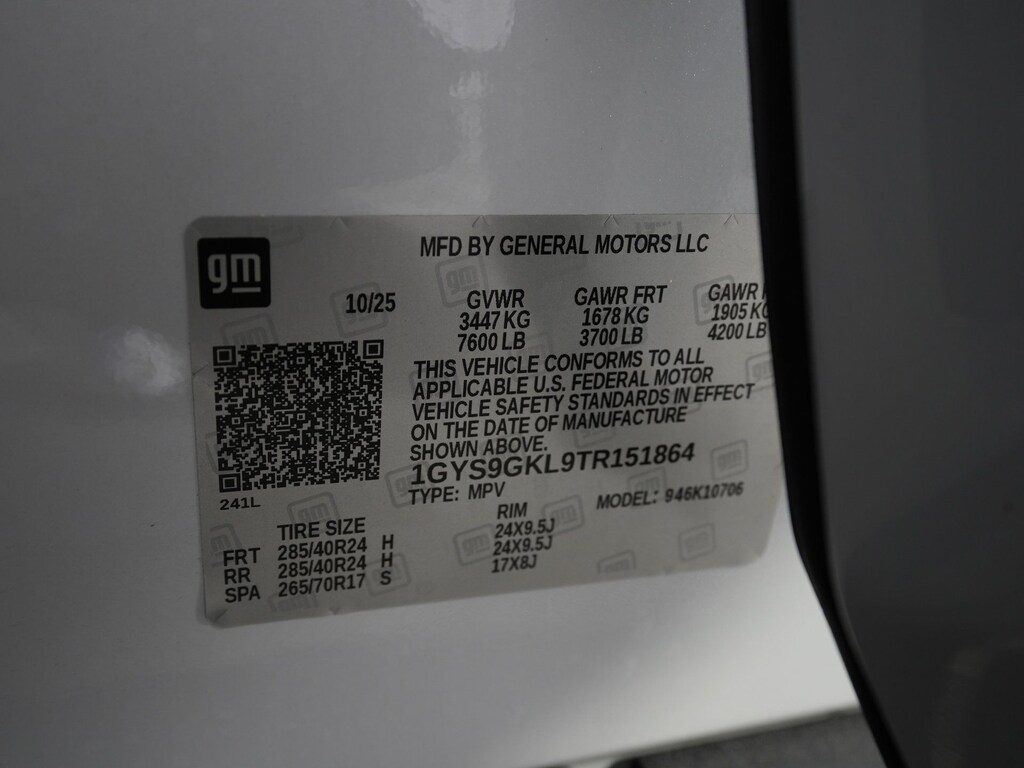 gm
MFD BY GENERAL MOTORS LLC
10/25
GVWR GAWR FRT GAWR
3447 KG 1678 KG 1905 KG
7600 LB 3700 LB 4200 LB
THIS VEHICLE CONFORMS TO ALL
APPLICABLE U.S. FEDERAL MOTOR
VEHICLE SAFETY STANDARDS IN EFFECT
ON THE DATE OF MANUFACTURE
SHOWN ABOVE.
1GYS9GKL9TR151864
TYPE: MPV MODEL: 946K10706
241L
TIRE SIZE RIM
FRT 285/40R24 H 24X9.5J
RR 285/40R24 H 24X9.5J
SPA 265/70R17 S 17X8J